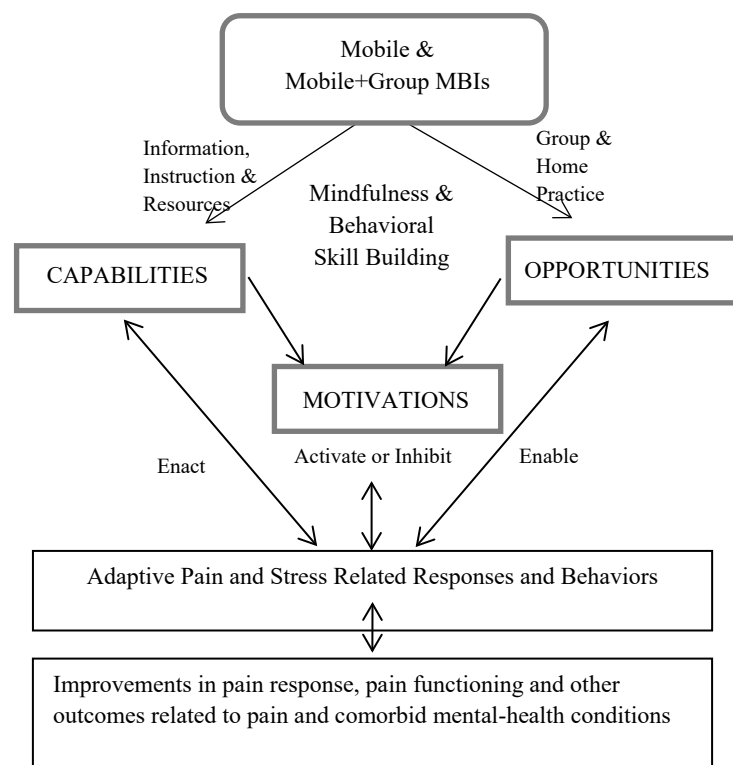 Mobile &
Mobile+Group MBIs
Information,
Instruction &
Resources
Group &
Home
Practice
Mindfulness &
Behavioral
Skill Building
CAPABILITIES
OPPORTUNITIES
MOTIVATIONS
Enact
Activate or Inhibit
Enable
Adaptive Pain and Stress Related Responses and Behaviors
Improvements in pain response, pain functioning and other
outcomes related to pain and comorbid mental-health conditions